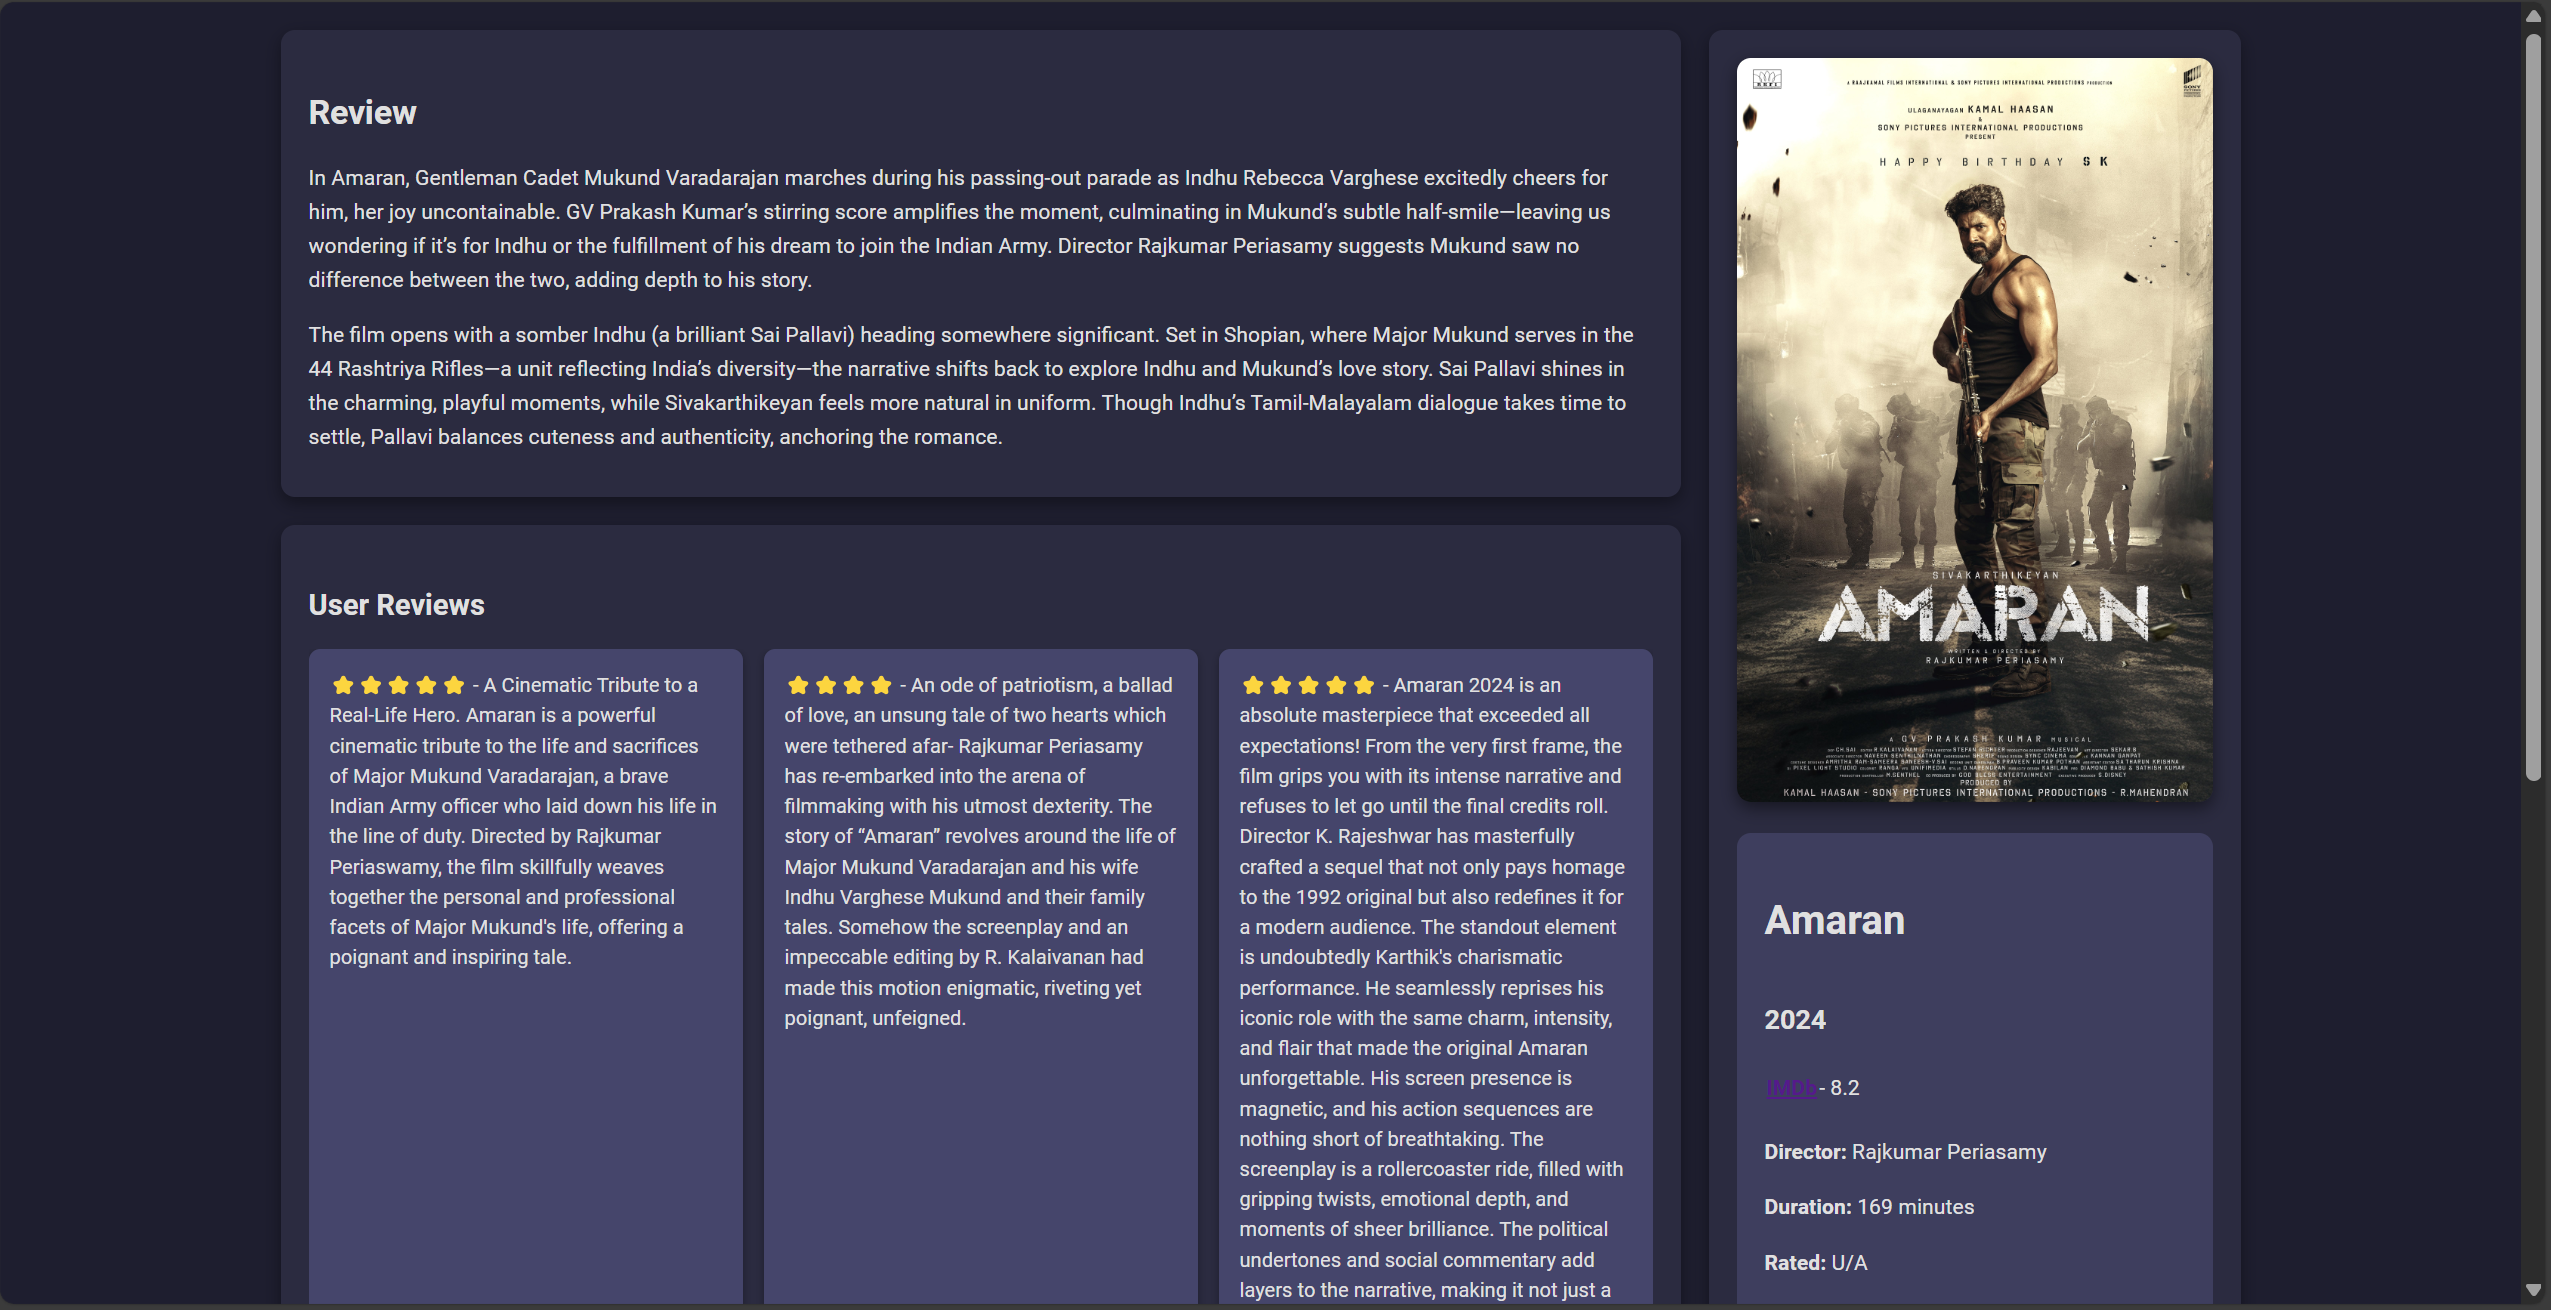 Review
In Amaran, Gentleman Cadet Mukund Varadarajan marches during his passing-out parade as Indhu Rebecca Varghese excitedly cheers for
him, her joy uncontainable. GV Prakash Kumar’s stirring score amplifies the moment, culminating in Mukund’s subtle half-smile—leaving us
wondering if it’s for Indhu or the fulfillment of his dream to join the Indian Army. Director Rajkumar Periasamy suggests Mukund saw no
difference between the two, adding depth to his story.
The film opens with a somber Indhu (a brilliant Sai Pallavi) heading somewhere significant. Set in Shopian, where Major Mukund serves in the
44 Rashtriya Rifles—a unit reflecting India’s diversity—the narrative shifts back to explore Indhu and Mukund’s love story. Sai Pallavi shines in
the charming, playful moments, while Sivakarthikeyan feels more natural in uniform. Though Indhu’s Tamil-Malayalam dialogue takes time to
settle, Pallavi balances cuteness and authenticity, anchoring the romance.
User Reviews
- A Cinematic Tribute to a
Real-Life Hero. Amaran is a powerful
cinematic tribute to the life and sacrifices
of Major Mukund Varadarajan, a brave
Indian Army officer who laid down his life in
the line of duty. Directed by Rajkumar
Periaswamy, the film skillfully weaves
together the personal and professional
facets of Major Mukund's life, offering a
poignant and inspiring tale.
- An ode of patriotism, a ballad
of love, an unsung tale of two hearts which
were tethered afar- Rajkumar Periasamy
has re-embarked into the arena of
filmmaking with his utmost dexterity. The
story of “Amaran” revolves around the life of
Major Mukund Varadarajan and his wife
Indhu Varghese Mukund and their family
tales. Somehow the screenplay and an
impeccable editing by R. Kalaivanan had
made this motion enigmatic, riveting yet
poignant, unfeigned.
- Amaran 2024 is an
absolute masterpiece that exceeded all
expectations! From the very first frame, the
film grips you with its intense narrative and
refuses to let go until the final credits roll.
Director K. Rajeshwar has masterfully
crafted a sequel that not only pays homage
to the 1992 original but also redefines it for
a modern audience. The standout element
is undoubtedly Karthik's charismatic
performance. He seamlessly reprises his
iconic role with the same charm, intensity,
and flair that made the original Amaran
unforgettable. His screen presence is
magnetic, and his action sequences are
nothing short of breathtaking. The
screenplay is a rollercoaster ride, filled with
gripping twists, emotional depth, and
moments of sheer brilliance. The political
undertones and social commentary add
layers to the narrative, making it not just a
A RAAJKAMAL FILMS INTERNATIONAL & SONY PICTURES INTERNATIONAL PRODUCTIONS PRODUCTION
SONY
ULAGANAYAGAN KAMAL HAASAN
&
SONY PICTURES INTERNATIONAL PRODUCTIONS
PRESENT
HAPPY BIRTHDAY SK
SIVAKARTHIKEYAN
AMARAN
WRITTEN & DIRECTED BY
RAJKUMAR PERIASAMY
A GV PRAKASH KUMAR MUSICAL
PRODUCED BY
KAMAL HAASAN - SONY PICTURES INTERNATIONAL PRODUCTIONS - R.MAHENDRAN
Amaran
2024
IMDb- 8.2
Director: Rajkumar Periasamy
Duration: 169 minutes
Rated: U/A